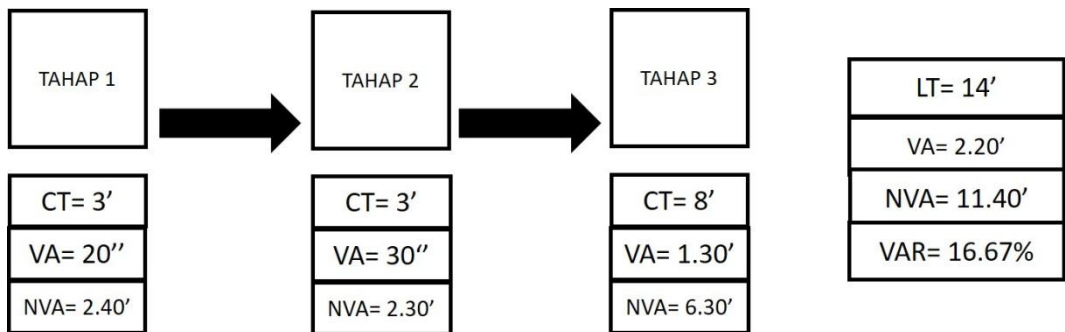 TAHAP 1
TAHAP 2
TAHAP 3
CT= 3’
VA= 20’’
NVA= 2.40’
CT= 3’
VA= 30’’
NVA= 2.30’
CT= 8’
VA= 1.30’
NVA= 6.30’
LT= 14’
VA= 2.20’
NVA= 11.40’
VAR= 16.67%